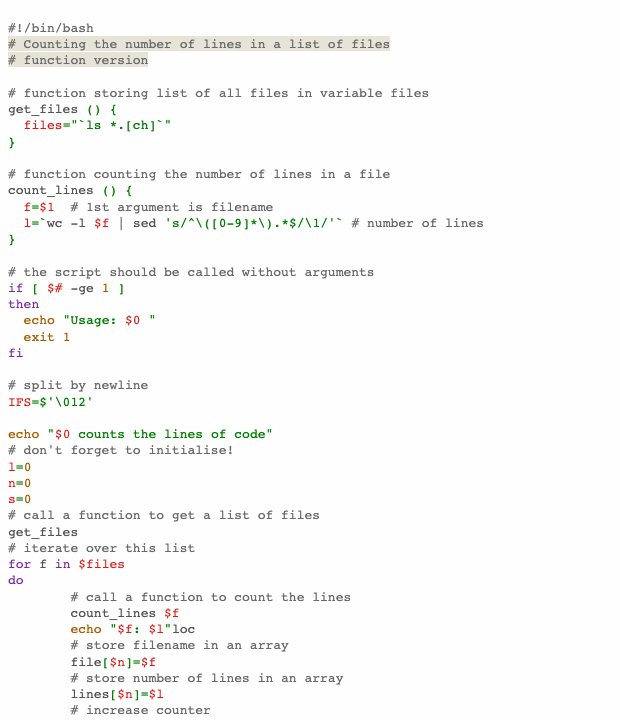 #!/bin/bash
# Counting the number of lines in a list of files
# function version

# function storing list of all files in variable files
get_files () {
  files="`ls *.[ch]`"
}

# function counting the number of lines in a file
count_lines () {
  f=$1  # 1st argument is filename
  l=`wc -l $f | sed 's/^\([0-9]*\).*$/\1/'` # number of lines
}

# the script should be called without arguments
if [ $# -ge 1 ]
then
  echo "Usage: $0 "
  exit 1
fi

# split by newline
IFS=$'\012'

echo "$0 counts the lines of code"
# don't forget to initialise!
l=0
n=0
s=0
# call a function to get a list of files
get_files
# iterate over this list
for f in $files
do
        # call a function to count the lines
        count_lines $f
        echo "$f: $l"loc
        # store filename in an array
        file[$n]=$f
        # store number of lines in an array
        lines[$n]=$l
        # increase counter